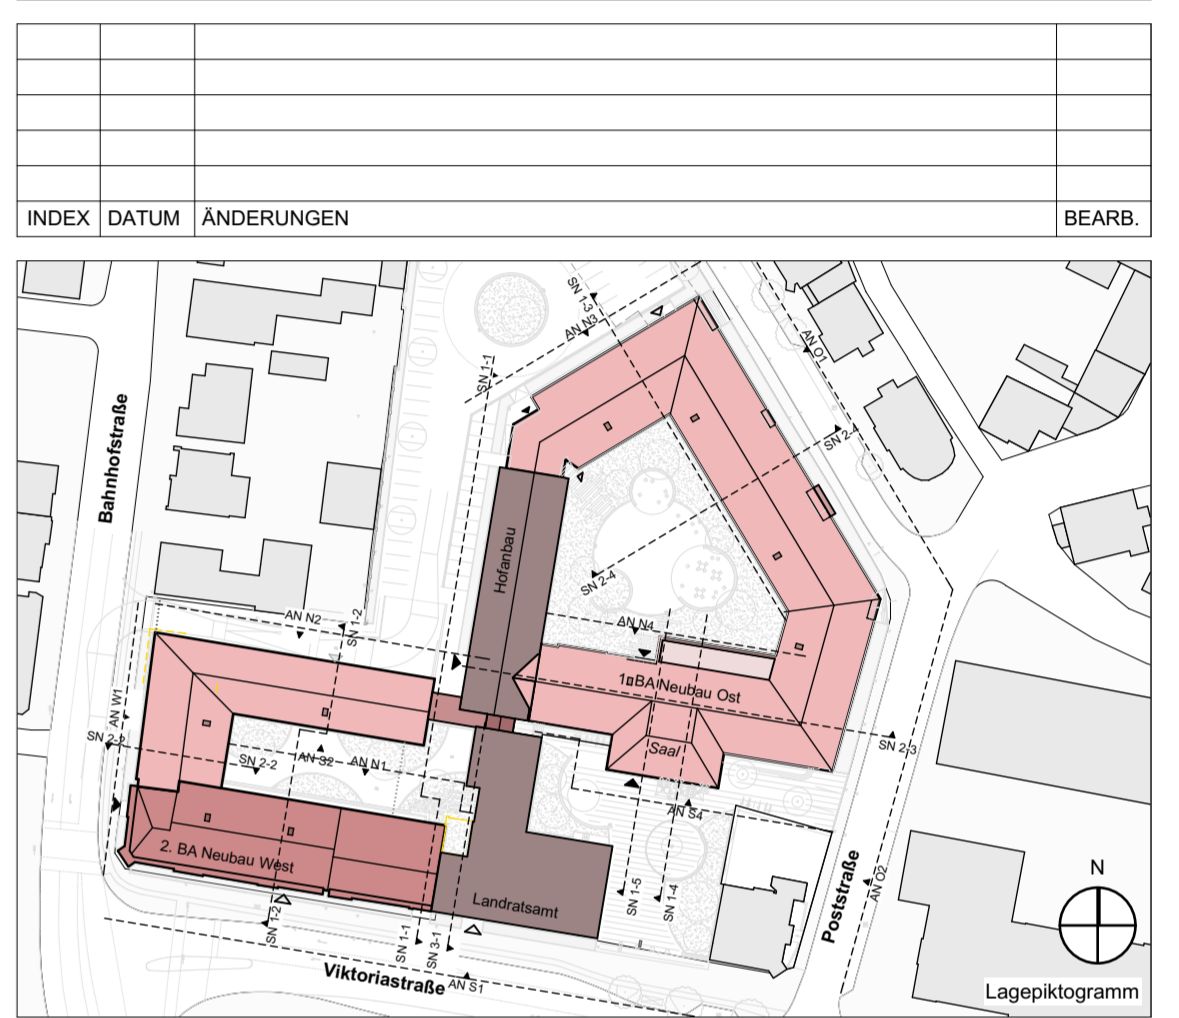 INDEX DATUM ÄNDERUNGEN BEARB.
SN 1-3
AN N3
AN O1
SN 1-1
Bahnhofstraße
SN 2-4
Hofanbau
SN 2-4
AN N2
SN 1-2
AN N4
1. BA Neubau Ost
AN W1
SN 2-2
SN 2-2
AN S2
AN N1
Saal
SN 2-3
AN S4
2. BA Neubau West
Landratsamt
SN 1-5
SN 1-4
AN O2
Poststraße
N
SN 1-2
SN 1-1
SN 3-1
Viktoriastraße
AN S1
Lagepiktogramm